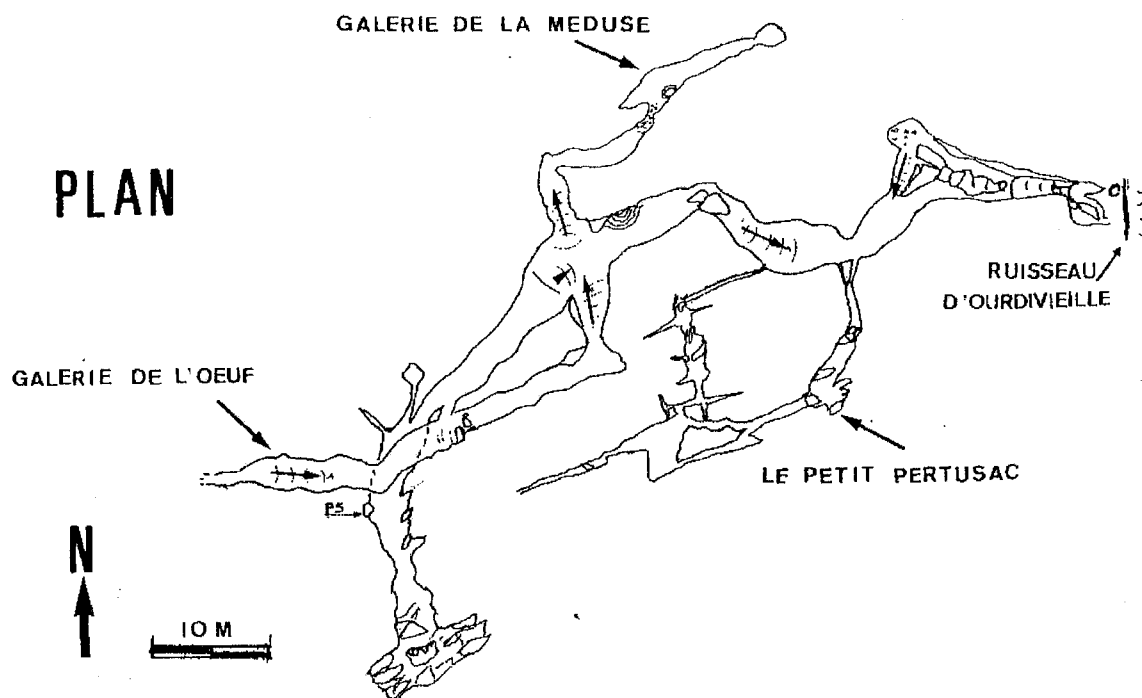 GALERIE DE LA MEDUSE
PLAN
RUISSEAU
D'OURDIVIEILLE
GALERIE DE L'OEUF
LE PETIT PERTUSAC
P5
N
10 M